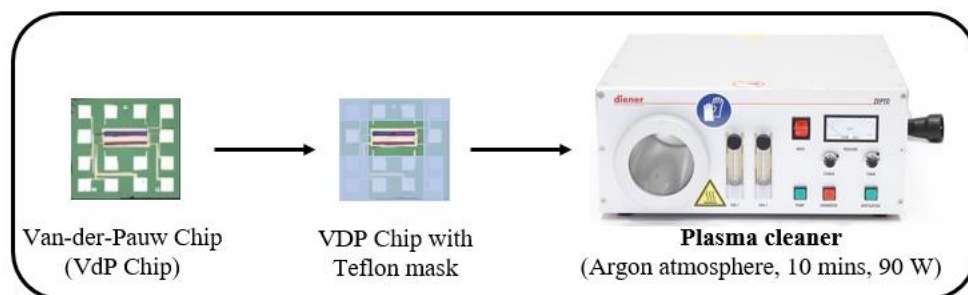 diener
ZEPTO
Van-der-Pauw Chip
(VdP Chip)
VDP Chip with
Teflon mask
Plasma cleaner
(Argon atmosphere, 10 mins, 90 W)